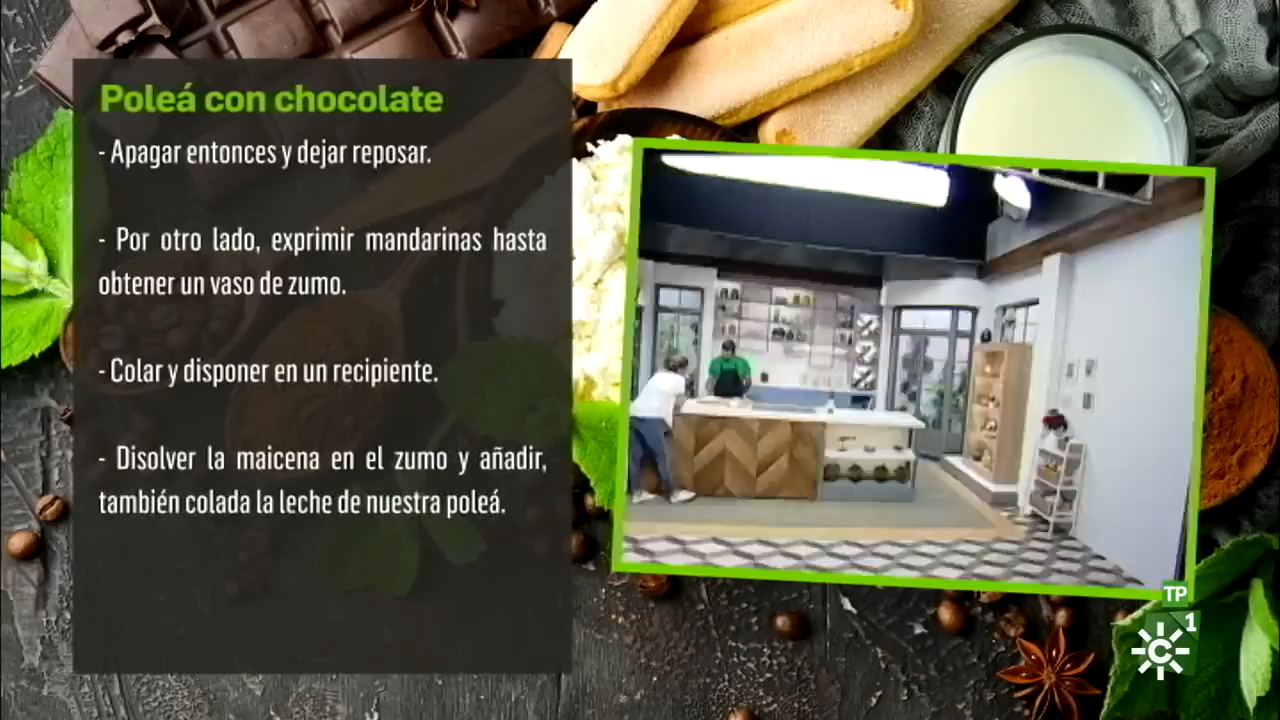 Poleá con chocolate
- Apagar entonces y dejar reposar.
- Por otro lado, exprimir mandarinas hasta
obtener un vaso de zumo.
- Colar y disponer en un recipiente.
- Disolver la maicena en el zumo y añadir,
también colada la leche de nuestra poleá.
TP
1